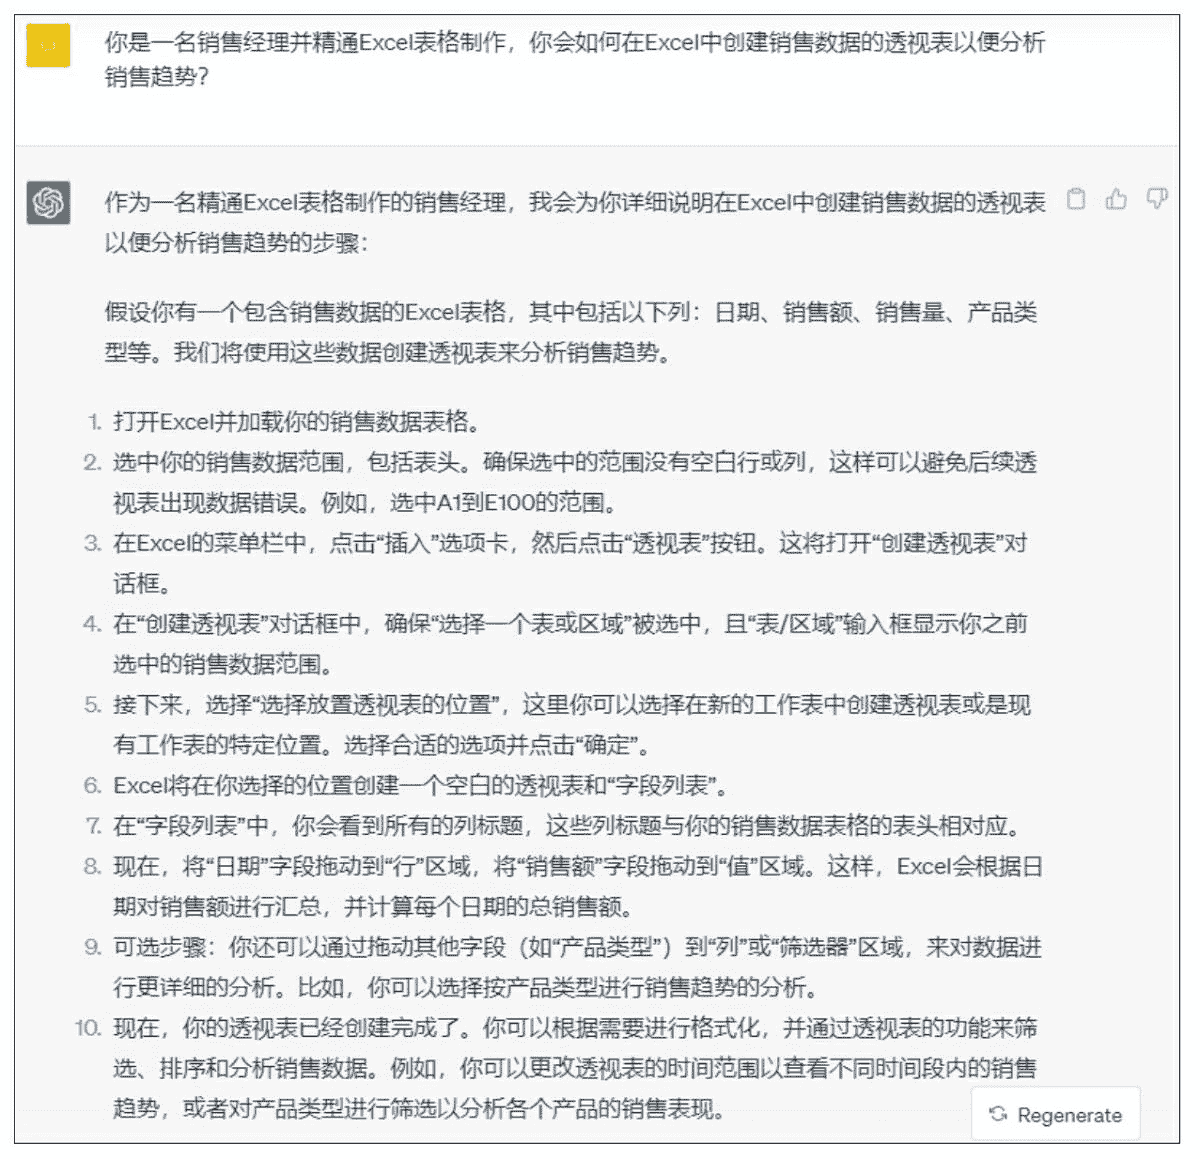 你是一名销售经理并精通Excel表格制作，你会如何在Excel中创建销售数据的透视表以便分析
销售趋势？
作为一名精通Excel表格制作的销售经理，我会为你详细说明在Excel中创建销售数据的透视表
以便分析销售趋势的步骤：
假设你有一个包含销售数据的Excel表格，其中包括以下列：日期、销售额、销售量、产品类
型等。我们将使用这些数据创建透视表来分析销售趋势。
1. 打开Excel并加载你的销售数据表格。
2. 选中你的销售数据范围，包括表头。确保选中的范围没有空白行或列，这样可以避免后续透
视表出现数据错误。例如，选中A1到E100的范围。
3. 在Excel的菜单栏中，点击“插入”选项卡，然后点击“透视表”按钮。这将打开“创建透视表”对
话框。
4. 在“创建透视表”对话框中，确保“选择一个表或区域”被选中，且“表/区域”输入框显示你之前
选中的销售数据范围。
5. 接下来，选择“选择放置透视表的位置”，这里你可以选择在新的工作表中创建透视表或是现
有工作表的特定位置。选择合适的选项并点击“确定”。
6. Excel将在你选择的位置创建一个空白的透视表和“字段列表”。
7. 在“字段列表”中，你会看到所有的列标题，这些列标题与你的销售数据表格的表头相对应。
8. 现在，将“日期”字段拖动到“行”区域，将“销售额”字段拖动到“值”区域。这样，Excel会根据日
期对销售额进行汇总，并计算每个日期的总销售额。
9. 可选步骤：你还可以通过拖动其他字段（如“产品类型”）到“列”或“筛选器”区域，来对数据进
行更详细的分析。比如，你可以选择按产品类型进行销售趋势的分析。
10. 现在，你的透视表已经创建完成了。你可以根据需要进行格式化，并通过透视表的功能来筛
选、排序和分析销售数据。例如，你可以更改透视表的时间范围以查看不同时间段内的销售
趋势，或者对产品类型进行筛选以分析各个产品的销售表现。
Regenerate